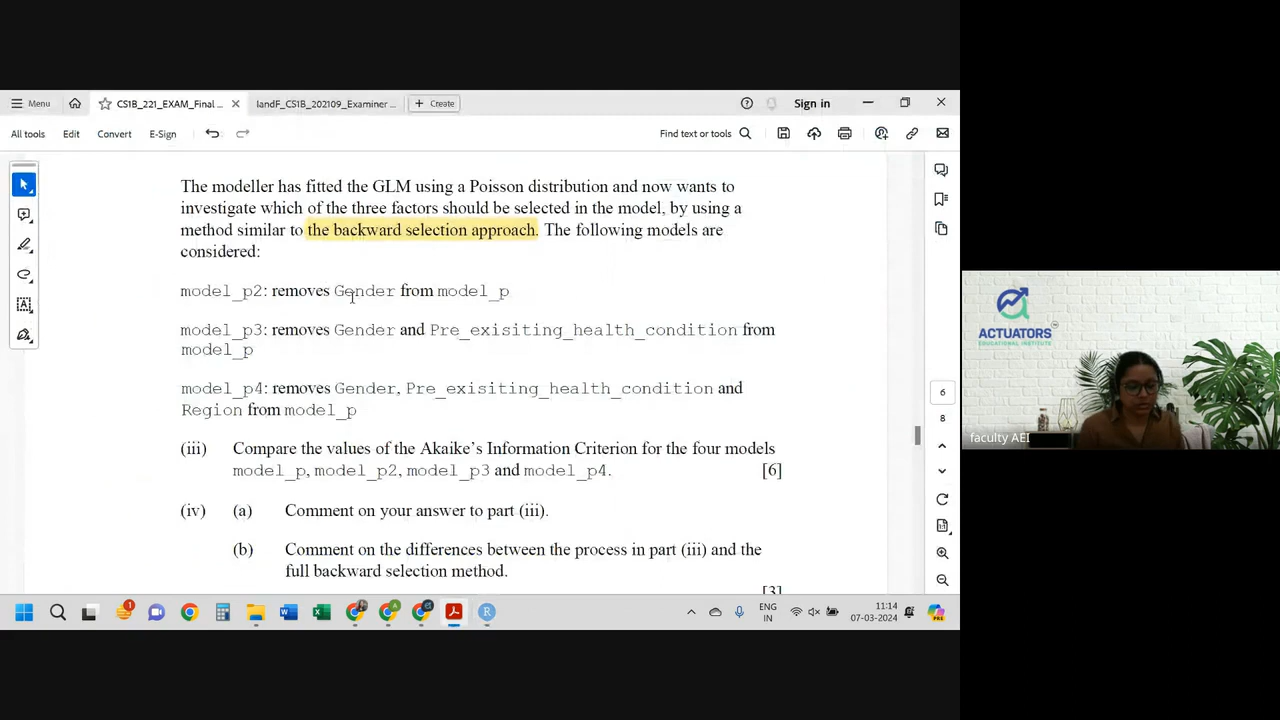 Menu
CS1B_221_EXAM_Final ...
IandF_CS1B_202109_Examiner ...
Create
Sign in
All tools
Edit
Convert
E-Sign
Find text or tools
The modeller has fitted the GLM using a Poisson distribution and now wants to
investigate which of the three factors should be selected in the model, by using a
method similar to the backward selection approach. The following models are
considered:
model_p2: removes Gender from model_p
model_p3: removes Gender and Pre_exisiting_health_condition from
model_p
model_p4: removes Gender, Pre_exisiting_health_condition and
Region from model_p
(iii) Compare the values of the Akaike's Information Criterion for the four models
model_p, model_p2, model_p3 and model_p4. [6]
(iv) (a) Comment on your answer to part (iii).
(b) Comment on the differences between the process in part (iii) and the
full backward selection method.
[3]
6
8
ACTUATORS
EDUCATIONAL INSTITUTE
faculty AEI
1
ENG
IN
11:14
07-03-2024